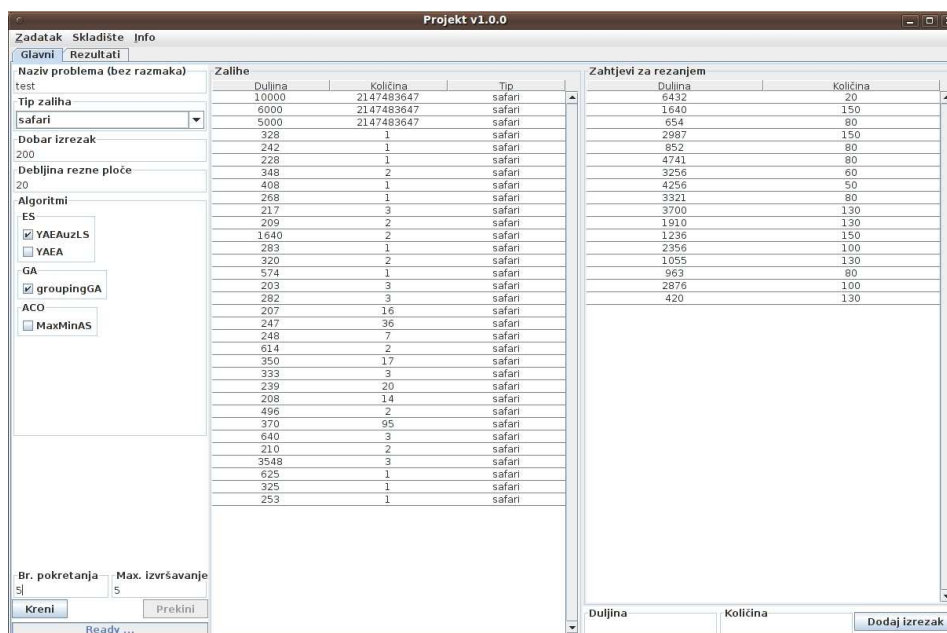 Projekt v1.0.0
Zadatak Skladište Info
Glavni Rezultati
Naziv problema (bez razmaka)
test
Tip zaliha
safari
Dobar izrezak
200
Debljina rezne ploče
20
Algoritmi
ES
YAEAuzLS
YAEA
GA
groupingGA
ACO
MaxMinAS
Br. pokretanja Max. izvršavanje
5 5
Kreni Prekini
Ready ...
Zalihe
Duljina Količina Tip
10000 2147483647 safari
6000 2147483647 safari
5000 2147483647 safari
328 1 safari
242 1 safari
228 1 safari
348 2 safari
408 1 safari
268 1 safari
217 3 safari
209 2 safari
1640 2 safari
283 1 safari
320 2 safari
574 1 safari
203 3 safari
282 3 safari
207 16 safari
247 36 safari
248 7 safari
614 2 safari
350 17 safari
333 3 safari
239 20 safari
208 14 safari
496 2 safari
370 95 safari
640 3 safari
210 2 safari
3548 3 safari
625 1 safari
325 1 safari
253 1 safari
Zahtjevi za rezanjem
Duljina Količina
6432 20
1640 150
654 80
2987 150
852 80
4741 80
3256 60
4256 50
3321 80
3700 130
1910 130
1236 150
2356 100
1055 130
963 80
2876 100
420 130
Duljina Količina
Dodaj izrezak